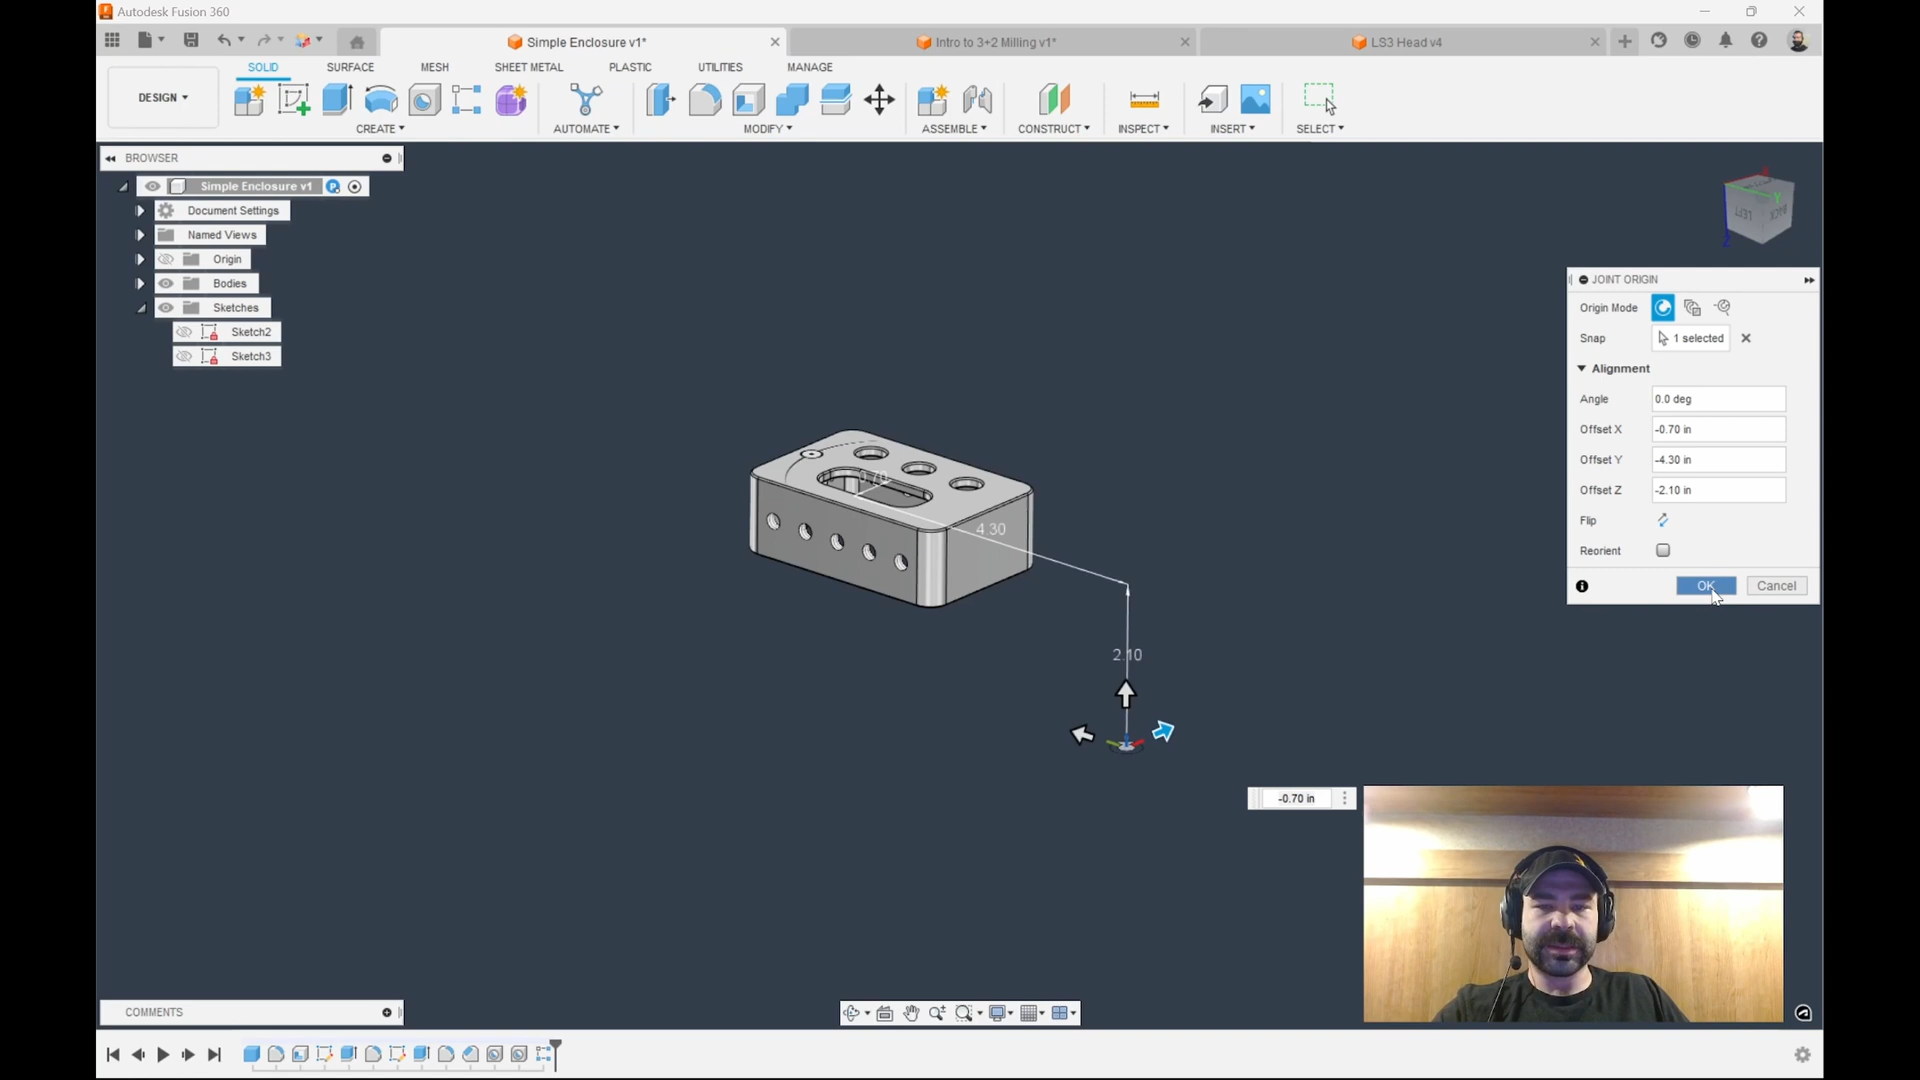 Autodesk Fusion 360
Simple Enclosure v1*
Intro to 3+2 Milling v1*
LS3 Head v4
DESIGN
SOLID
SURFACE
MESH
SHEET METAL
PLASTIC
UTILITIES
MANAGE
CREATE
AUTOMATE
MODIFY
ASSEMBLE
CONSTRUCT
INSPECT
INSERT
SELECT
BROWSER
Simple Enclosure v1
Document Settings
Named Views
Origin
Bodies
Sketches
Sketch2
Sketch3
LEFT
BACK
Y
JOINT ORIGIN
Origin Mode
Snap
1 selected
Alignment
Angle
0.0 deg
Offset X
-0.70 in
Offset Y
-4.30 in
Offset Z
-2.10 in
Flip
Reorient
OK
Cancel
0.70
4.30
2.10
-0.70 in
COMMENTS